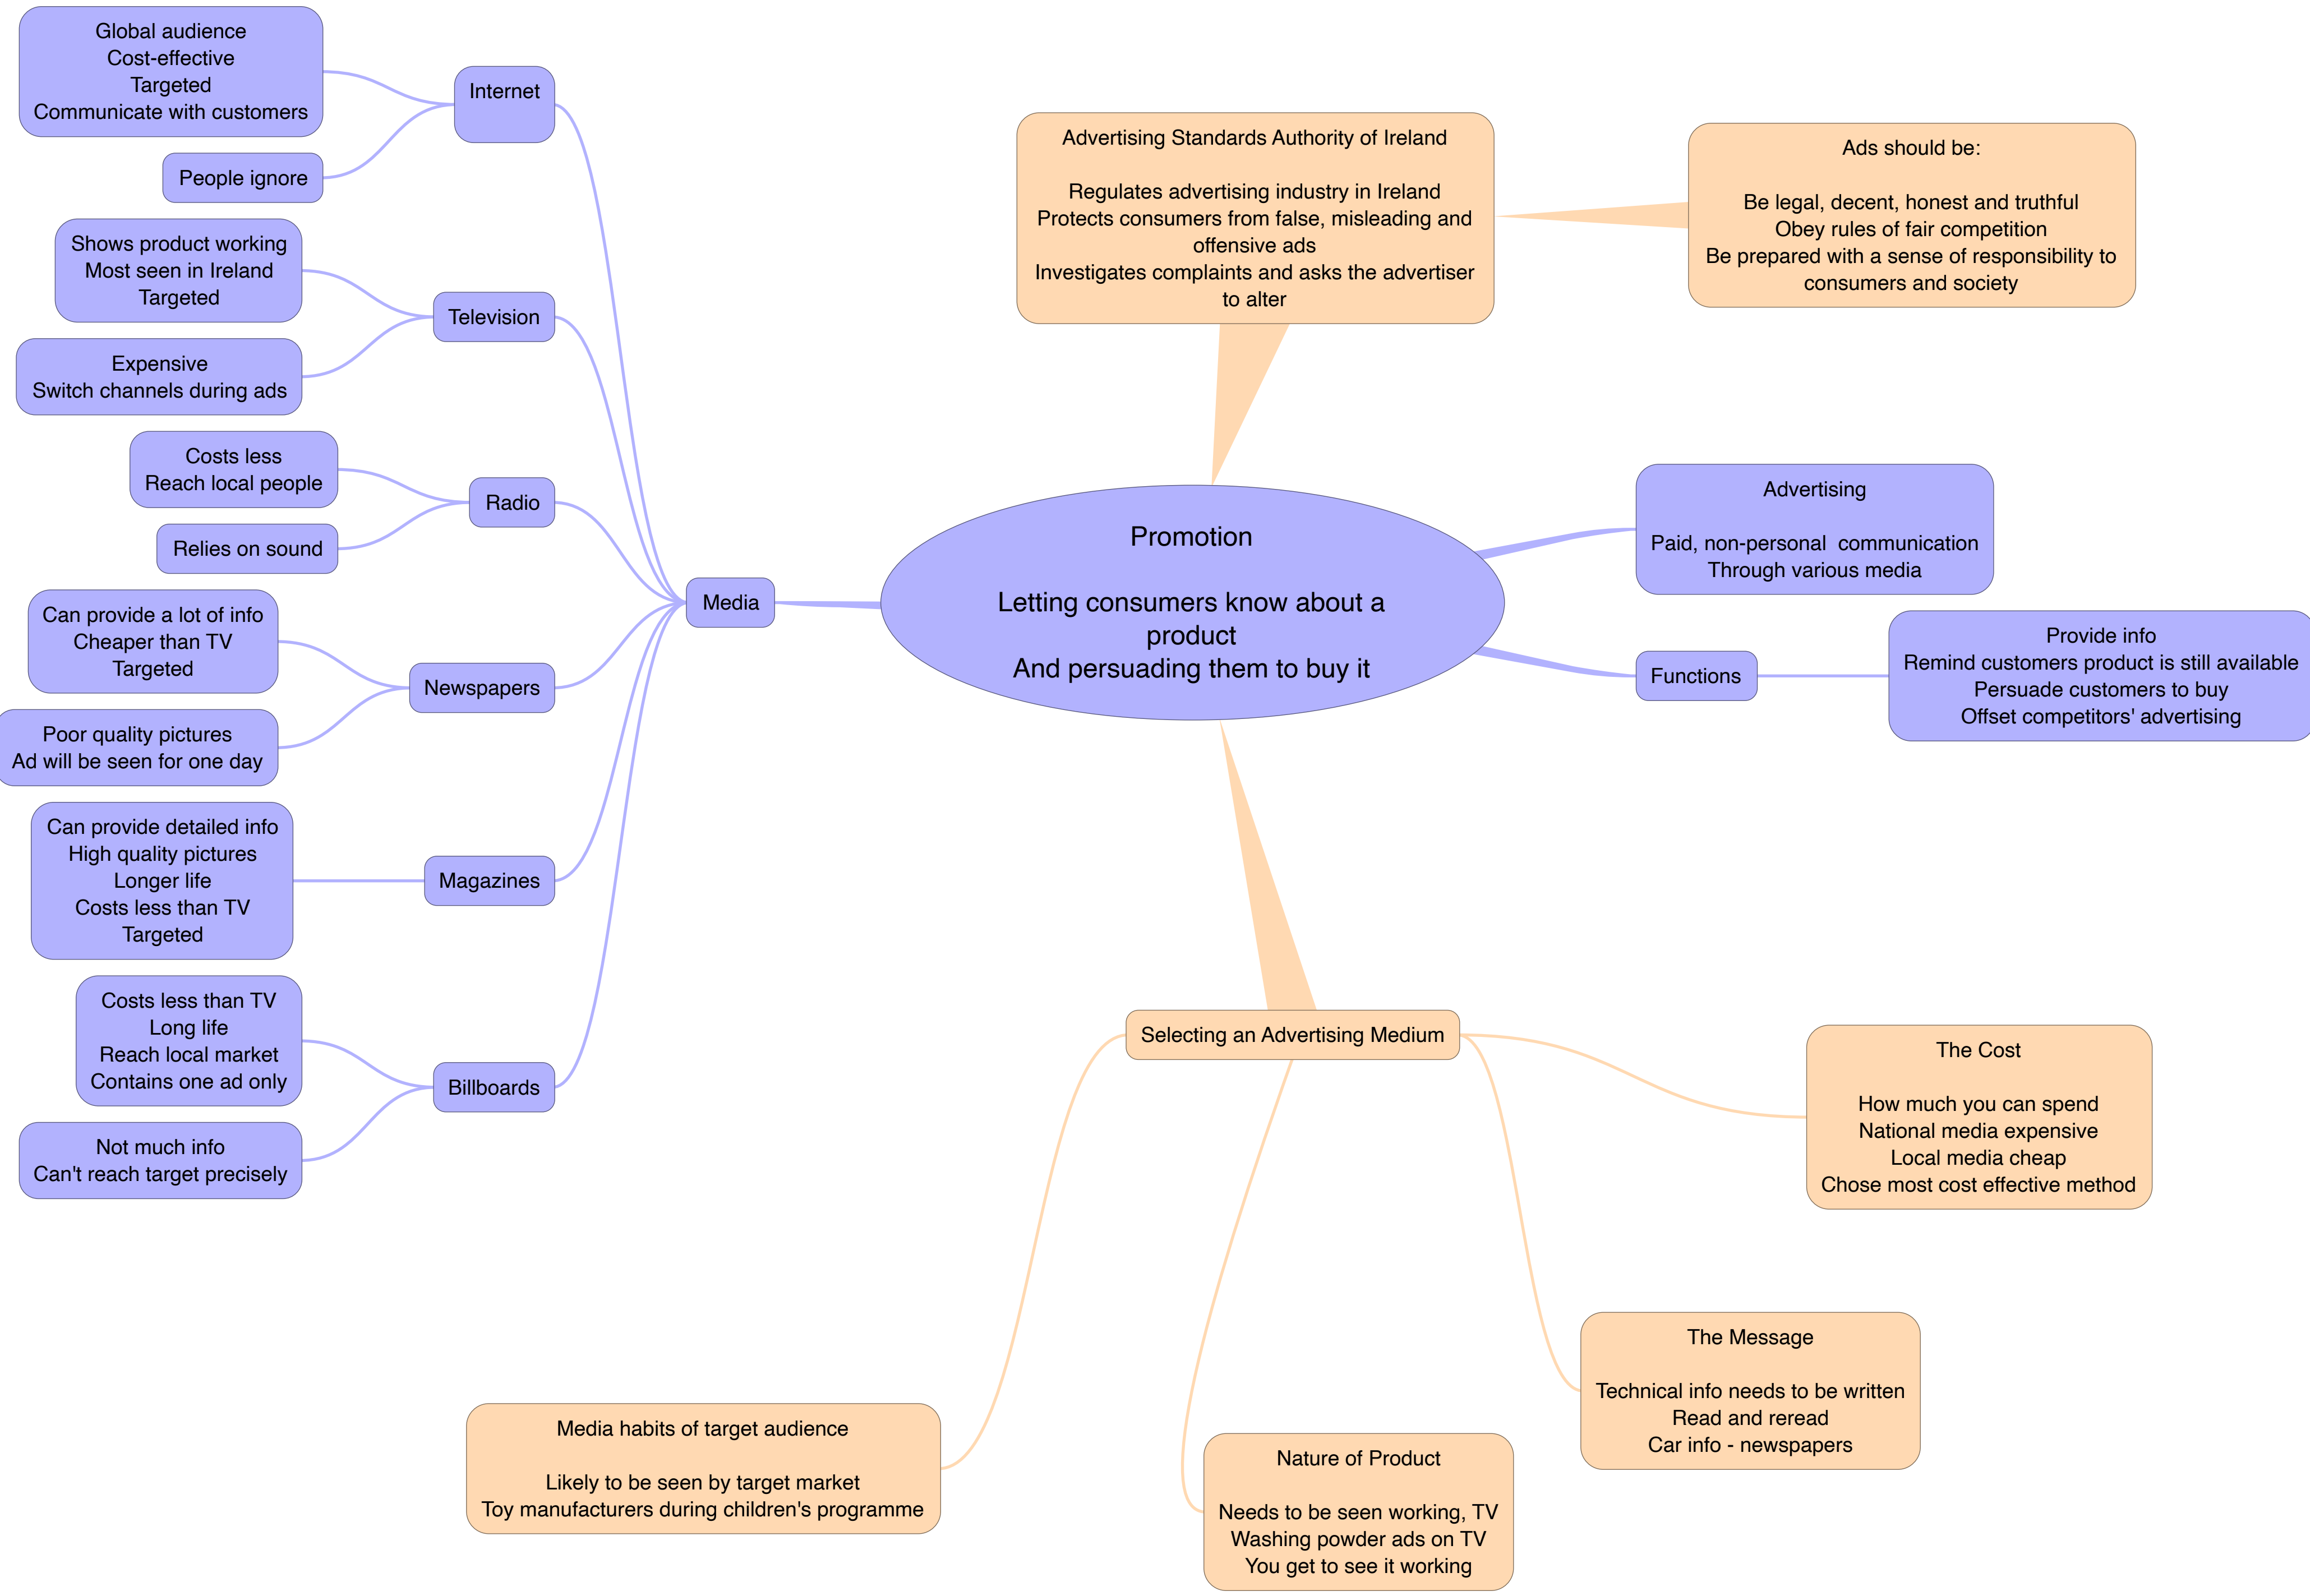 Promotion
Letting consumers know about a
product
And persuading them to buy it
Media
Internet
Global audience
Cost-effective
Targeted
Communicate with customers
People ignore
Television
Shows product working
Most seen in Ireland
Targeted
Expensive
Switch channels during ads
Radio
Costs less
Reach local people
Relies on sound
Newspapers
Can provide a lot of info
Cheaper than TV
Targeted
Poor quality pictures
Ad will be seen for one day
Magazines
Can provide detailed info
High quality pictures
Longer life
Costs less than TV
Targeted
Billboards
Costs less than TV
Long life
Reach local market
Contains one ad only
Not much info
Can't reach target precisely
Advertising Standards Authority of Ireland
Regulates advertising industry in Ireland
Protects consumers from false, misleading and
offensive ads
Investigates complaints and asks the advertiser
to alter
Ads should be:
Be legal, decent, honest and truthful
Obey rules of fair competition
Be prepared with a sense of responsibility to
consumers and society
Advertising
Paid, non-personal  communication
Through various media
Functions
Provide info
Remind customers product is still available
Persuade customers to buy
Offset competitors' advertising
Selecting an Advertising Medium
The Cost
How much you can spend
National media expensive
Local media cheap
Chose most cost effective method
The Message
Technical info needs to be written
Read and reread
Car info - newspapers
Nature of Product
Needs to be seen working, TV
Washing powder ads on TV
You get to see it working
Media habits of target audience
Likely to be seen by target market
Toy manufacturers during children's programme